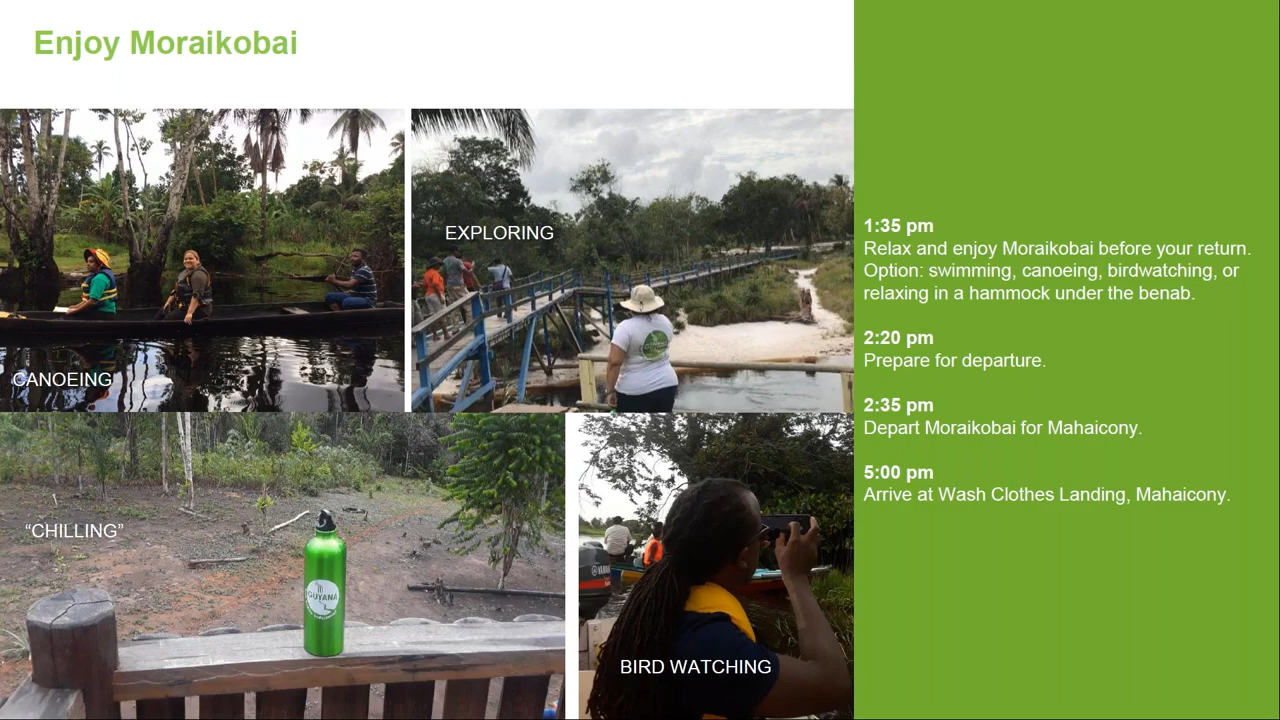 Enjoy Moraikobai
CANOEING
EXPLORING
“CHILLING”
GUYANA
BIRD WATCHING
1:35 pm
Relax and enjoy Moraikobai before your return.
Option: swimming, canoeing, birdwatching, or
relaxing in a hammock under the benab.
2:20 pm
Prepare for departure.
2:35 pm
Depart Moraikobai for Mahaicony.
5:00 pm
Arrive at Wash Clothes Landing, Mahaicony.